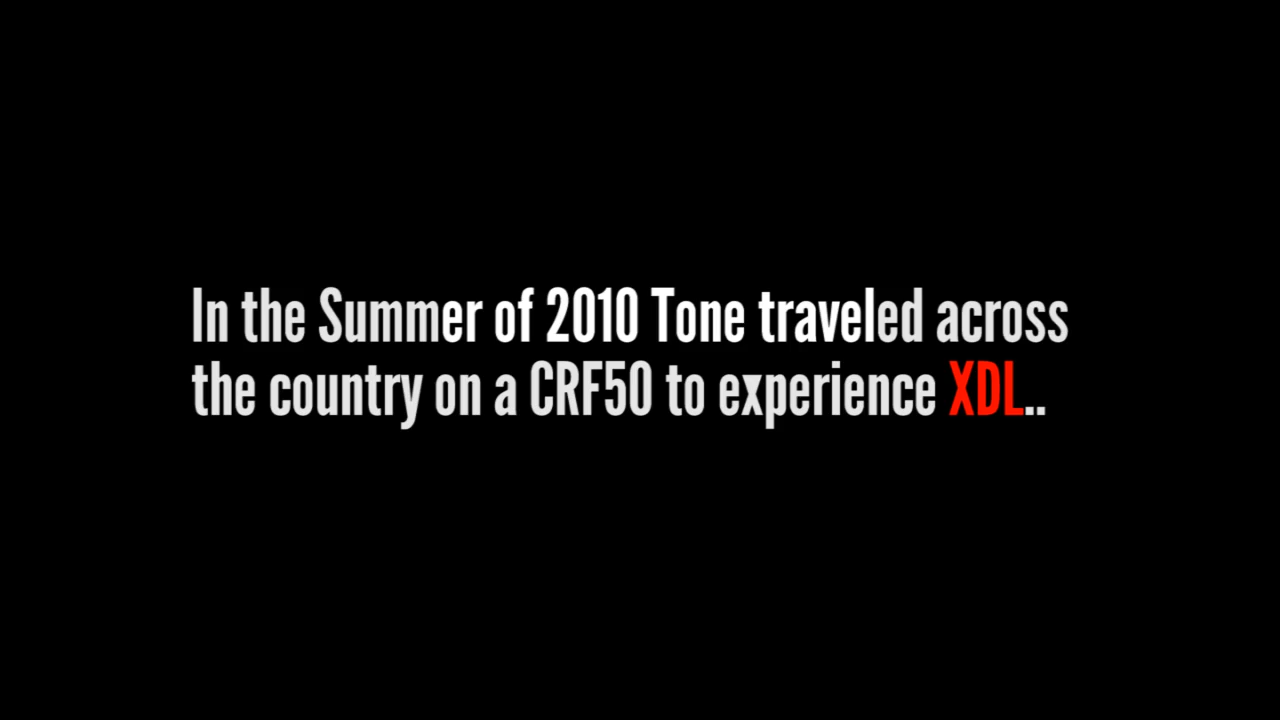 In the Summer of 2010 Tone traveled across
the country on a CRF50 to experience XDL..